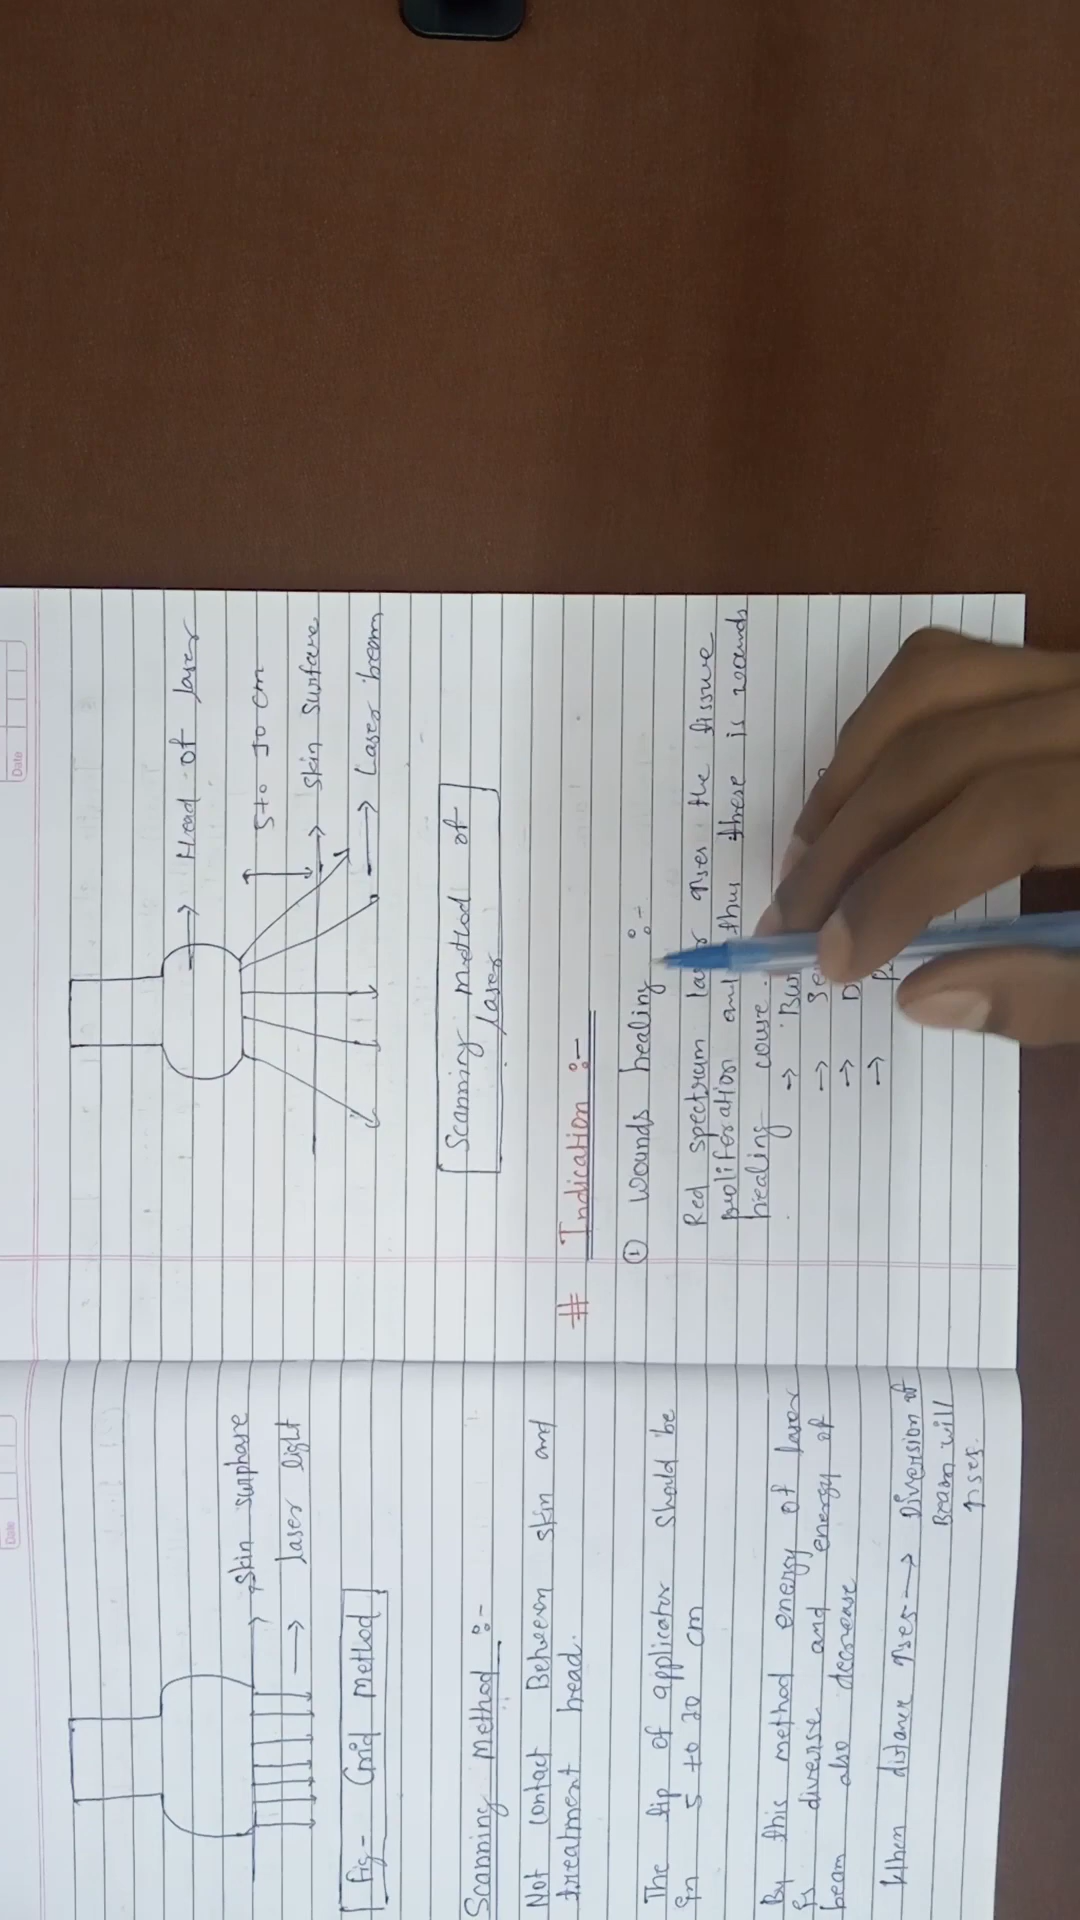 Date
Skin surphase
laser light
Fig- Grid Method
Scanning Method :-
Not contact Between skin and
treatment head.
The tip of applicator should be
in 5 to 20 cm
By this method energy of laser
is diverse and energy of
beam also decrease
When distance rises → Diversion of
Beam will
rises.
Date
Head of laser
5 to 10 cm
Skin surface
Laser beam
Scanning method of
laser
# Indication :-
① wounds healing :-
Red spectrum laser rises the tissue
proliferation and thus these is wounds
healing course.
→
→
→
→